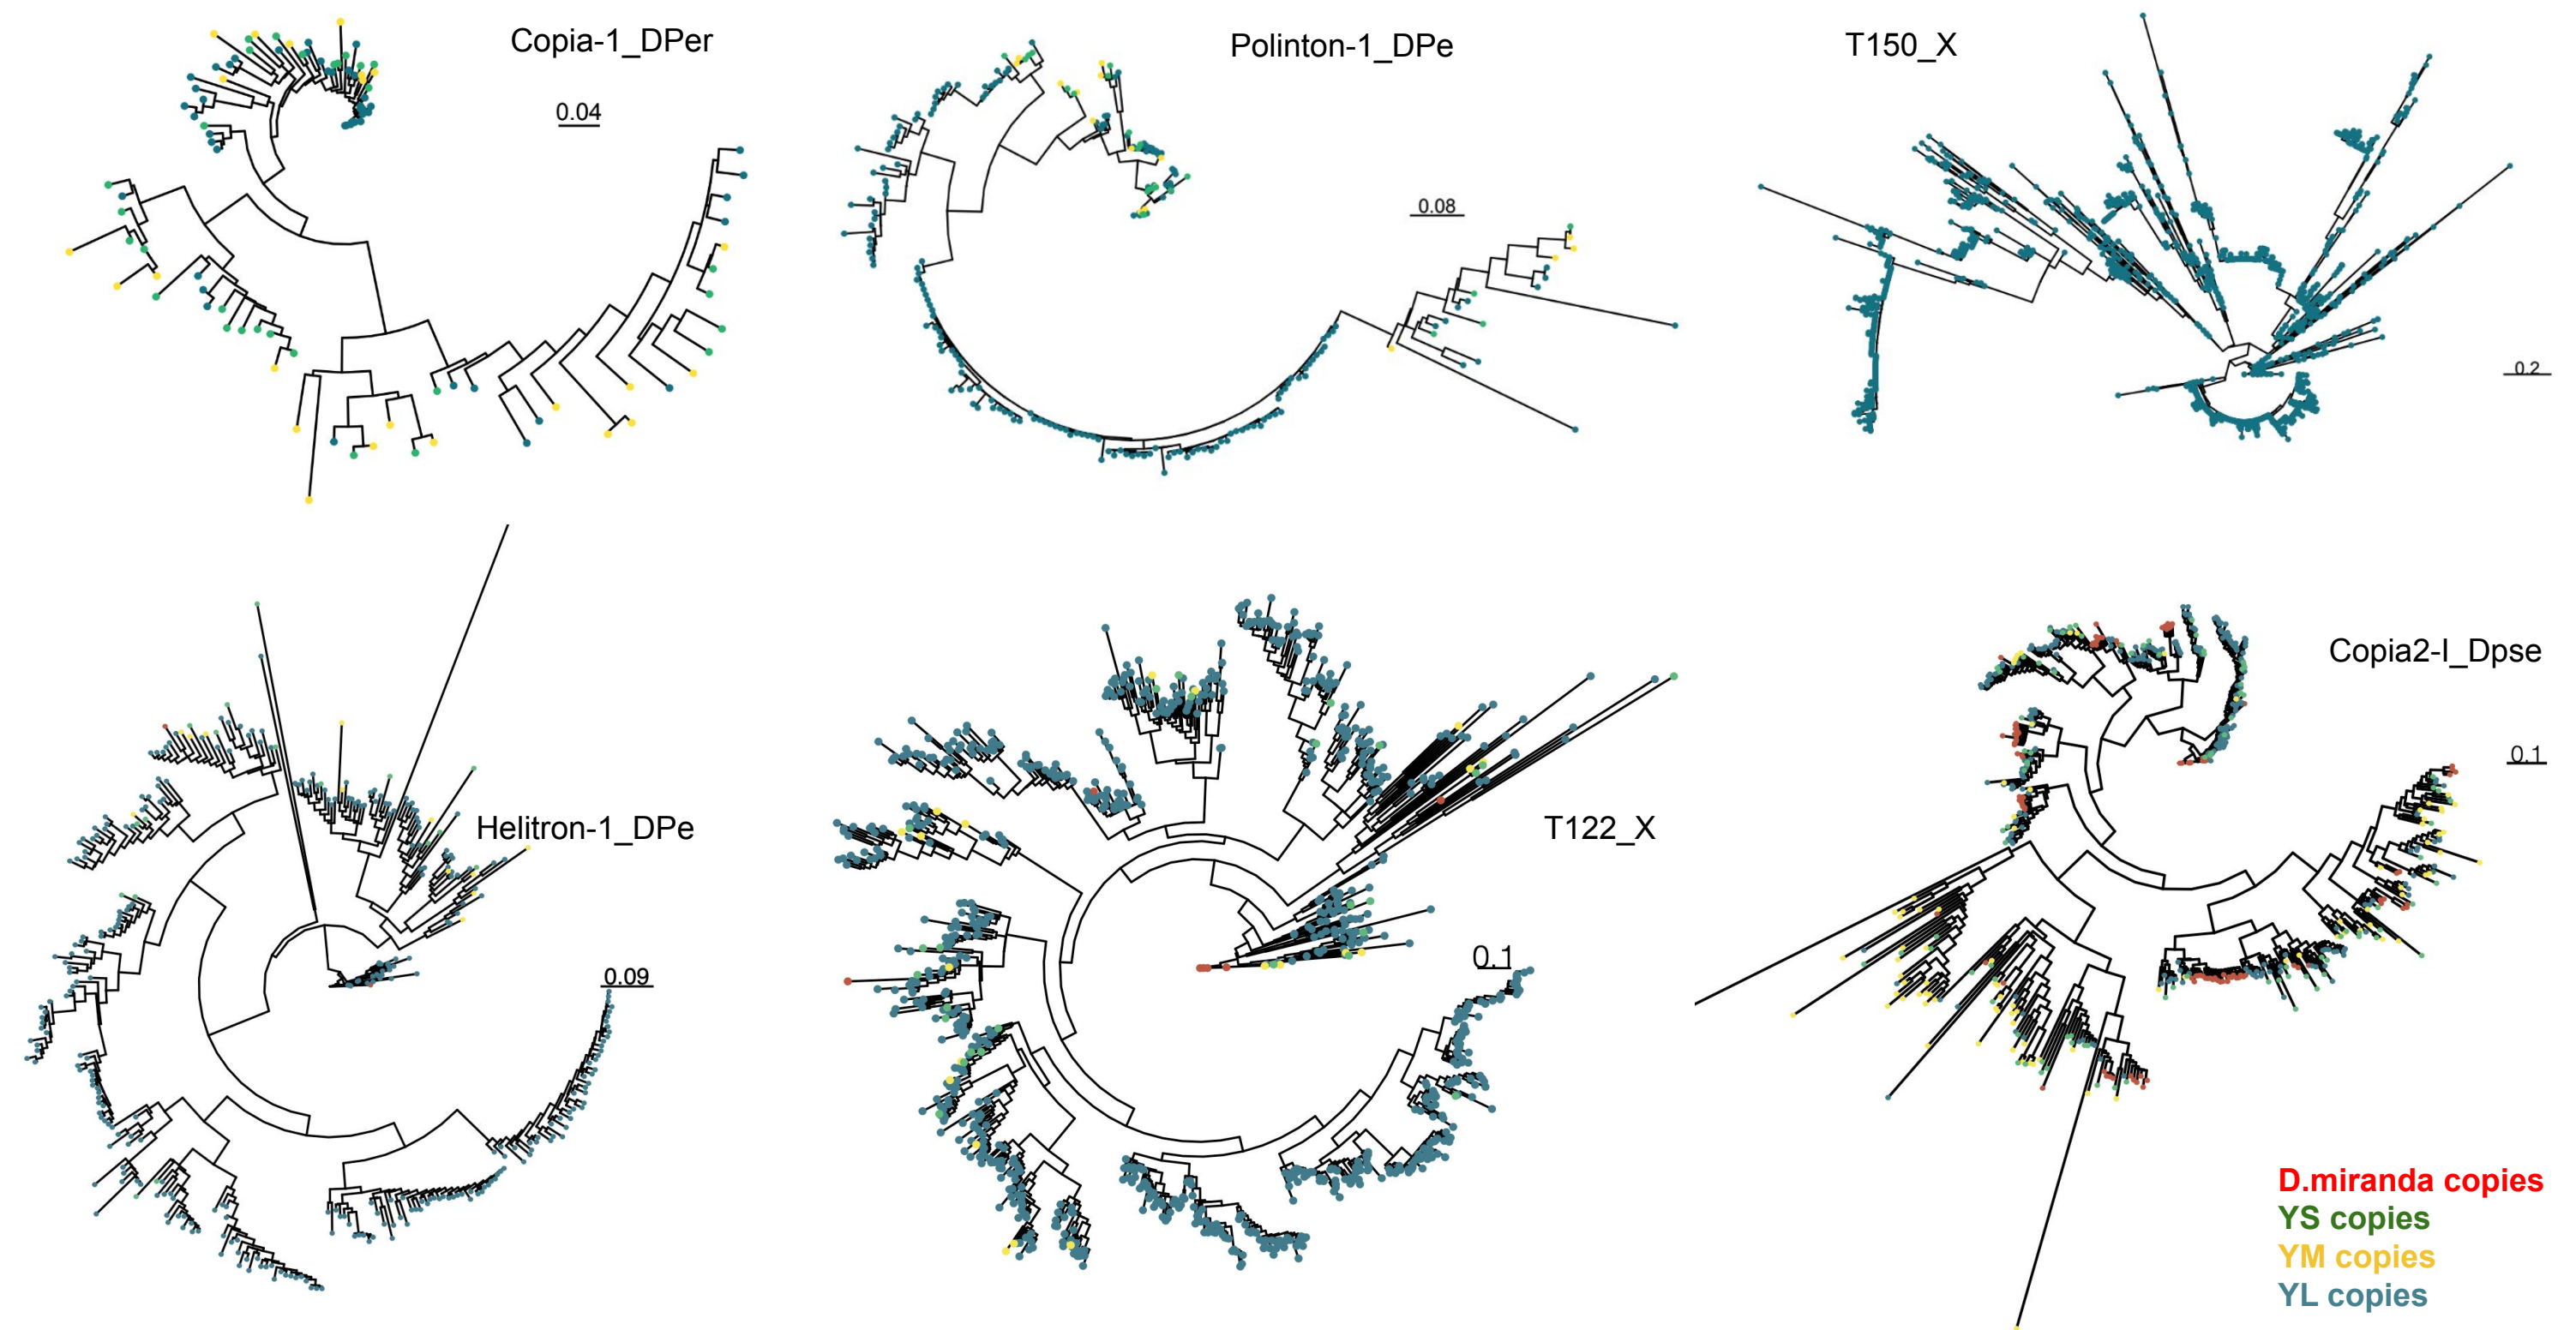 Copia-1_DPer
0.04
Polinton-1_DPe
0.08
T150_X
0.2
Helitron-1_DPe
0.09
T122_X
0.1
Copia2-I_Dpse
0.1
D.miranda copies
YS copies
YM copies
YL copies